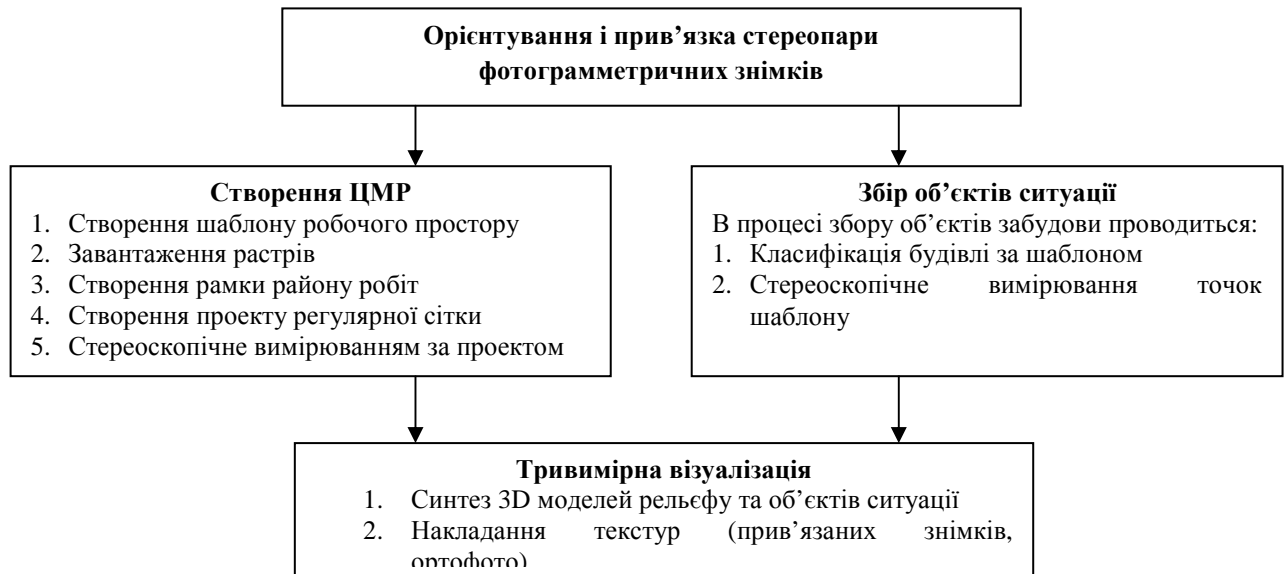 Орієнтування і прив’язка стереопари
фотограмметричних знімків
Створення ЦМР
1. Створення шаблону робочого простору
2. Завантаження растрів
3. Створення рамки району робіт
4. Створення проекту регулярної сітки
5. Стереоскопічне вимірюванням за проектом
Збір об’єктів ситуації
В процесі збору об’єктів забудови проводиться:
1. Класифікація будівлі за шаблоном
2. Стереоскопічне вимірювання точок
шаблону
Тривимірна візуалізація
1. Синтез 3D моделей рельєфу та об’єктів ситуації
2. Накладання текстур (прив’язаних знімків,
ортофото)